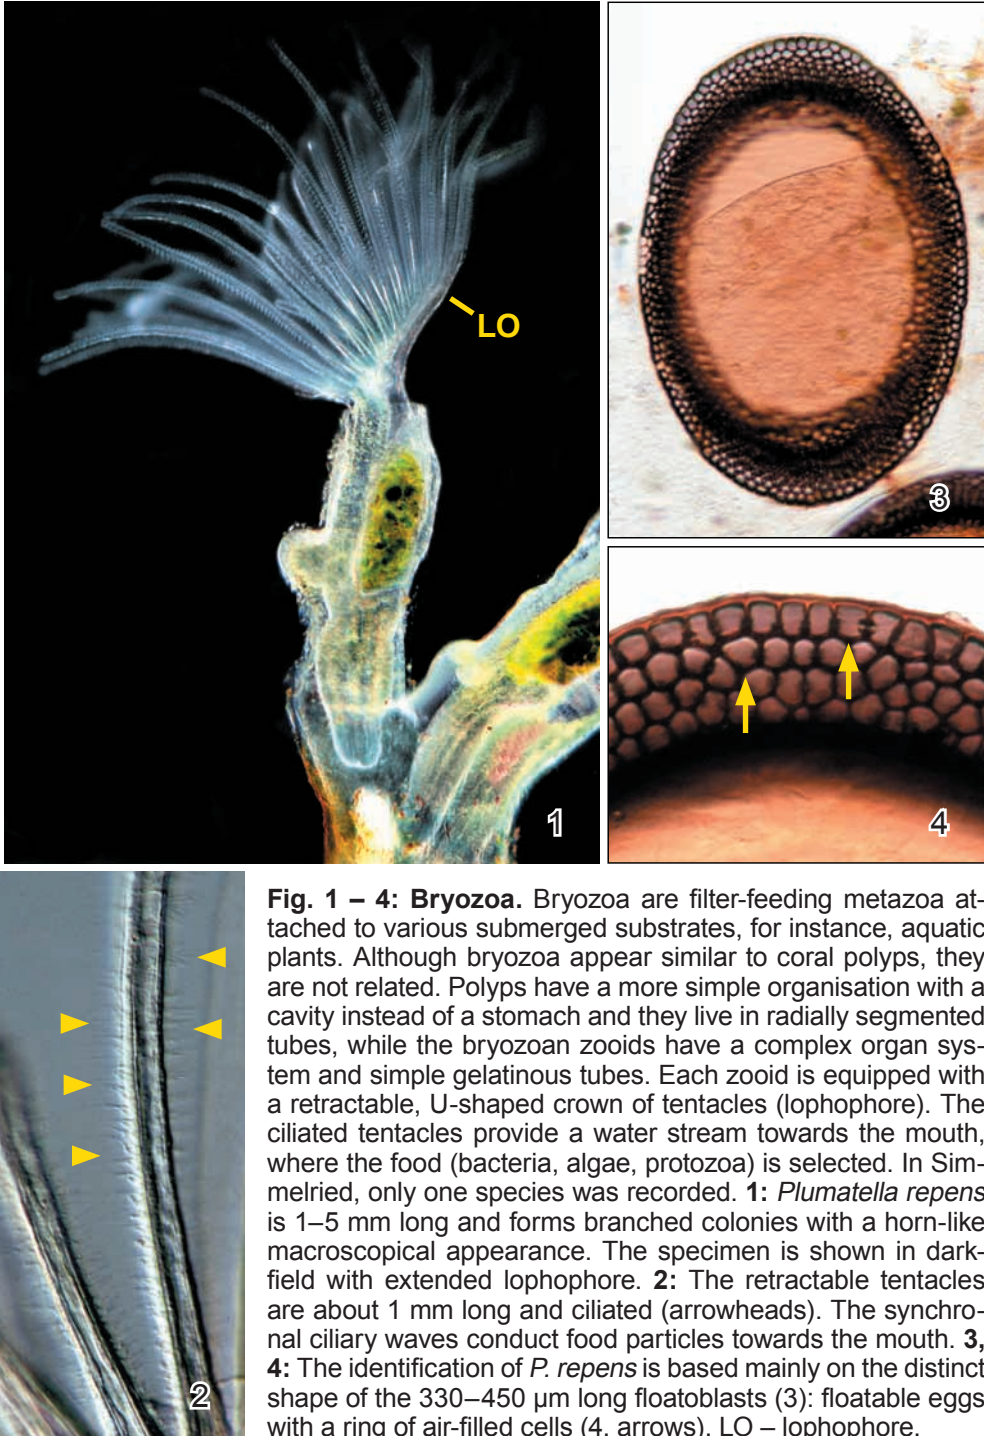 LO
1
3
4
2
Fig. 1 – 4: Bryozoa. Bryozoa are filter-feeding metazoa at-
tached to various submerged substrates, for instance, aquatic
plants. Although bryozoa appear similar to coral polyps, they
are not related. Polyps have a more simple organisation with a
cavity instead of a stomach and they live in radially segmented
tubes, while the bryozoan zooids have a complex organ sys-
tem and simple gelatinous tubes. Each zooid is equipped with
a retractable, U-shaped crown of tentacles (lophophore). The
ciliated tentacles provide a water stream towards the mouth,
where the food (bacteria, algae, protozoa) is selected. In Sim-
melried, only one species was recorded. 1: Plumatella repens
is 1–5 mm long and forms branched colonies with a horn-like
macroscopical appearance. The specimen is shown in dark-
field with extended lophophore. 2: The retractable tentacles
are about 1 mm long and ciliated (arrowheads). The synchro-
nal ciliary waves conduct food particles towards the mouth. 3,
4: The identification of P. repens is based mainly on the distinct
shape of the 330–450 µm long floatoblasts (3): floatable eggs
with a ring of air-filled cells (4, arrows). LO – lophophore.